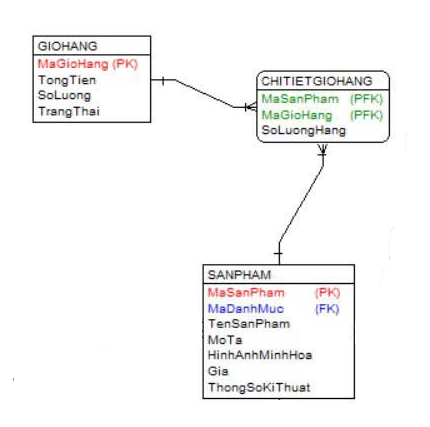 GIOHANG
MaGioHang (PK)
TongTien
SoLuong
TrangThai
CHITIETGIOHANG
MaSanPham (PFK)
MaGioHang (PFK)
SoLuongHang
SANPHAM
MaSanPham (PK)
MaDanhMuc (FK)
TenSanPham
MoTa
HinhAnhMinhHoa
Gia
ThongSoKiThuat